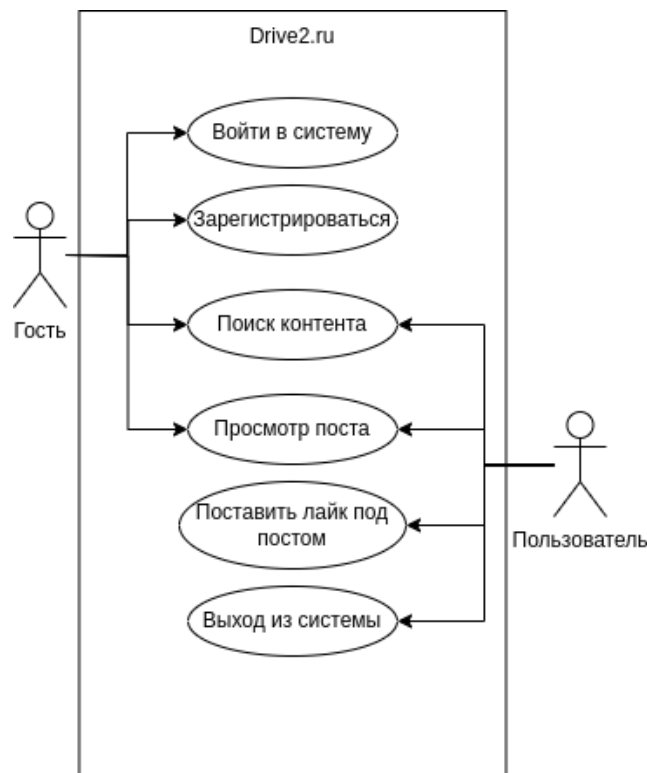 Drive2.ru
Войти в систему
Зарегистрироваться
Гость
Поиск контента
Просмотр поста
Поставить лайк под
постом
Пользователь
Выход из системы